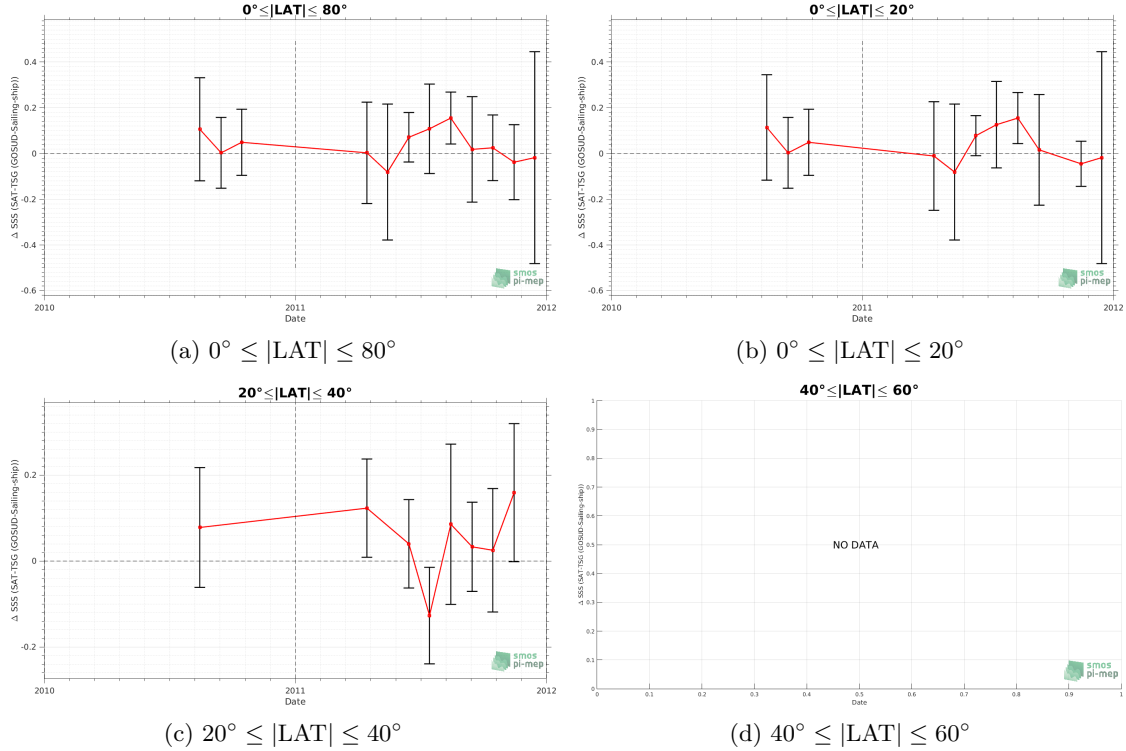 0°≤|LAT|≤ 80°
Δ SSS (SAT-TSG (GOSUD-Sailing-ship))
0.4
0.2
0
-0.2
-0.4
-0.6
2010
2011
2012
Date
smos
pi-mep
(a) 0° ≤ |LAT| ≤ 80°
0°≤|LAT|≤ 20°
Δ SSS (SAT-TSG (GOSUD-Sailing-ship))
0.4
0.2
0
-0.2
-0.4
-0.6
2010
2011
2012
Date
smos
pi-mep
(b) 0° ≤ |LAT| ≤ 20°
20°≤|LAT|≤ 40°
Δ SSS (SAT-TSG (GOSUD-Sailing-ship))
0.2
0
-0.2
2010
2011
2012
Date
smos
pi-mep
(c) 20° ≤ |LAT| ≤ 40°
40°≤|LAT|≤ 60°
Δ SSS (SAT-TSG (GOSUD-Sailing-ship))
1
0.9
0.8
0.7
0.6
0.5
0.4
0.3
0.2
0.1
0
NO DATA
0 0.1 0.2 0.3 0.4 0.5 0.6 0.7 0.8 0.9 1
Date
smos
pi-mep
(d) 40° ≤ |LAT| ≤ 60°